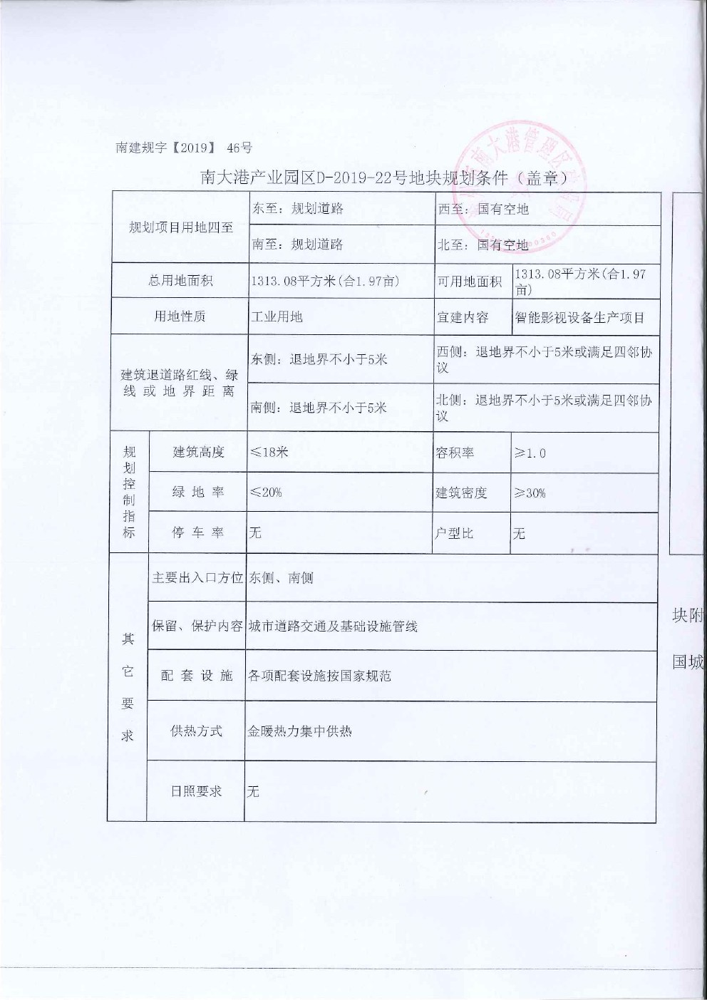 南建规字【2019】 46号
南大港产业园区D-2019-22号地块规划条件（盖章）
规划项目用地四至
东至：规划道路
西至：国有空地
南至：规划道路
北至：国有空地
总用地面积
1313.08平方米(合1.97亩)
可用地面积
1313.08平方米(合1.97
亩)
用地性质
工业用地
宜建内容
智能影视设备生产项目
建筑退道路红线、绿
线或地界距离
东侧：退地界不小于5米
西侧：退地界不小于5米或满足四邻协
议
南侧：退地界不小于5米
北侧：退地界不小于5米或满足四邻协
议
规划控制指标
建筑高度
≤18米
容积率
≥1.0
绿地率
≤20%
建筑密度
≥30%
停车率
无
户型比
无
其它要求
主要出入口方位
东侧、南侧
保留、保护内容
城市道路交通及基础设施管线
配套设施
各项配套设施按国家规范
供热方式
金暖热力集中供热
日照要求
无
块附
国城
南大港管理区